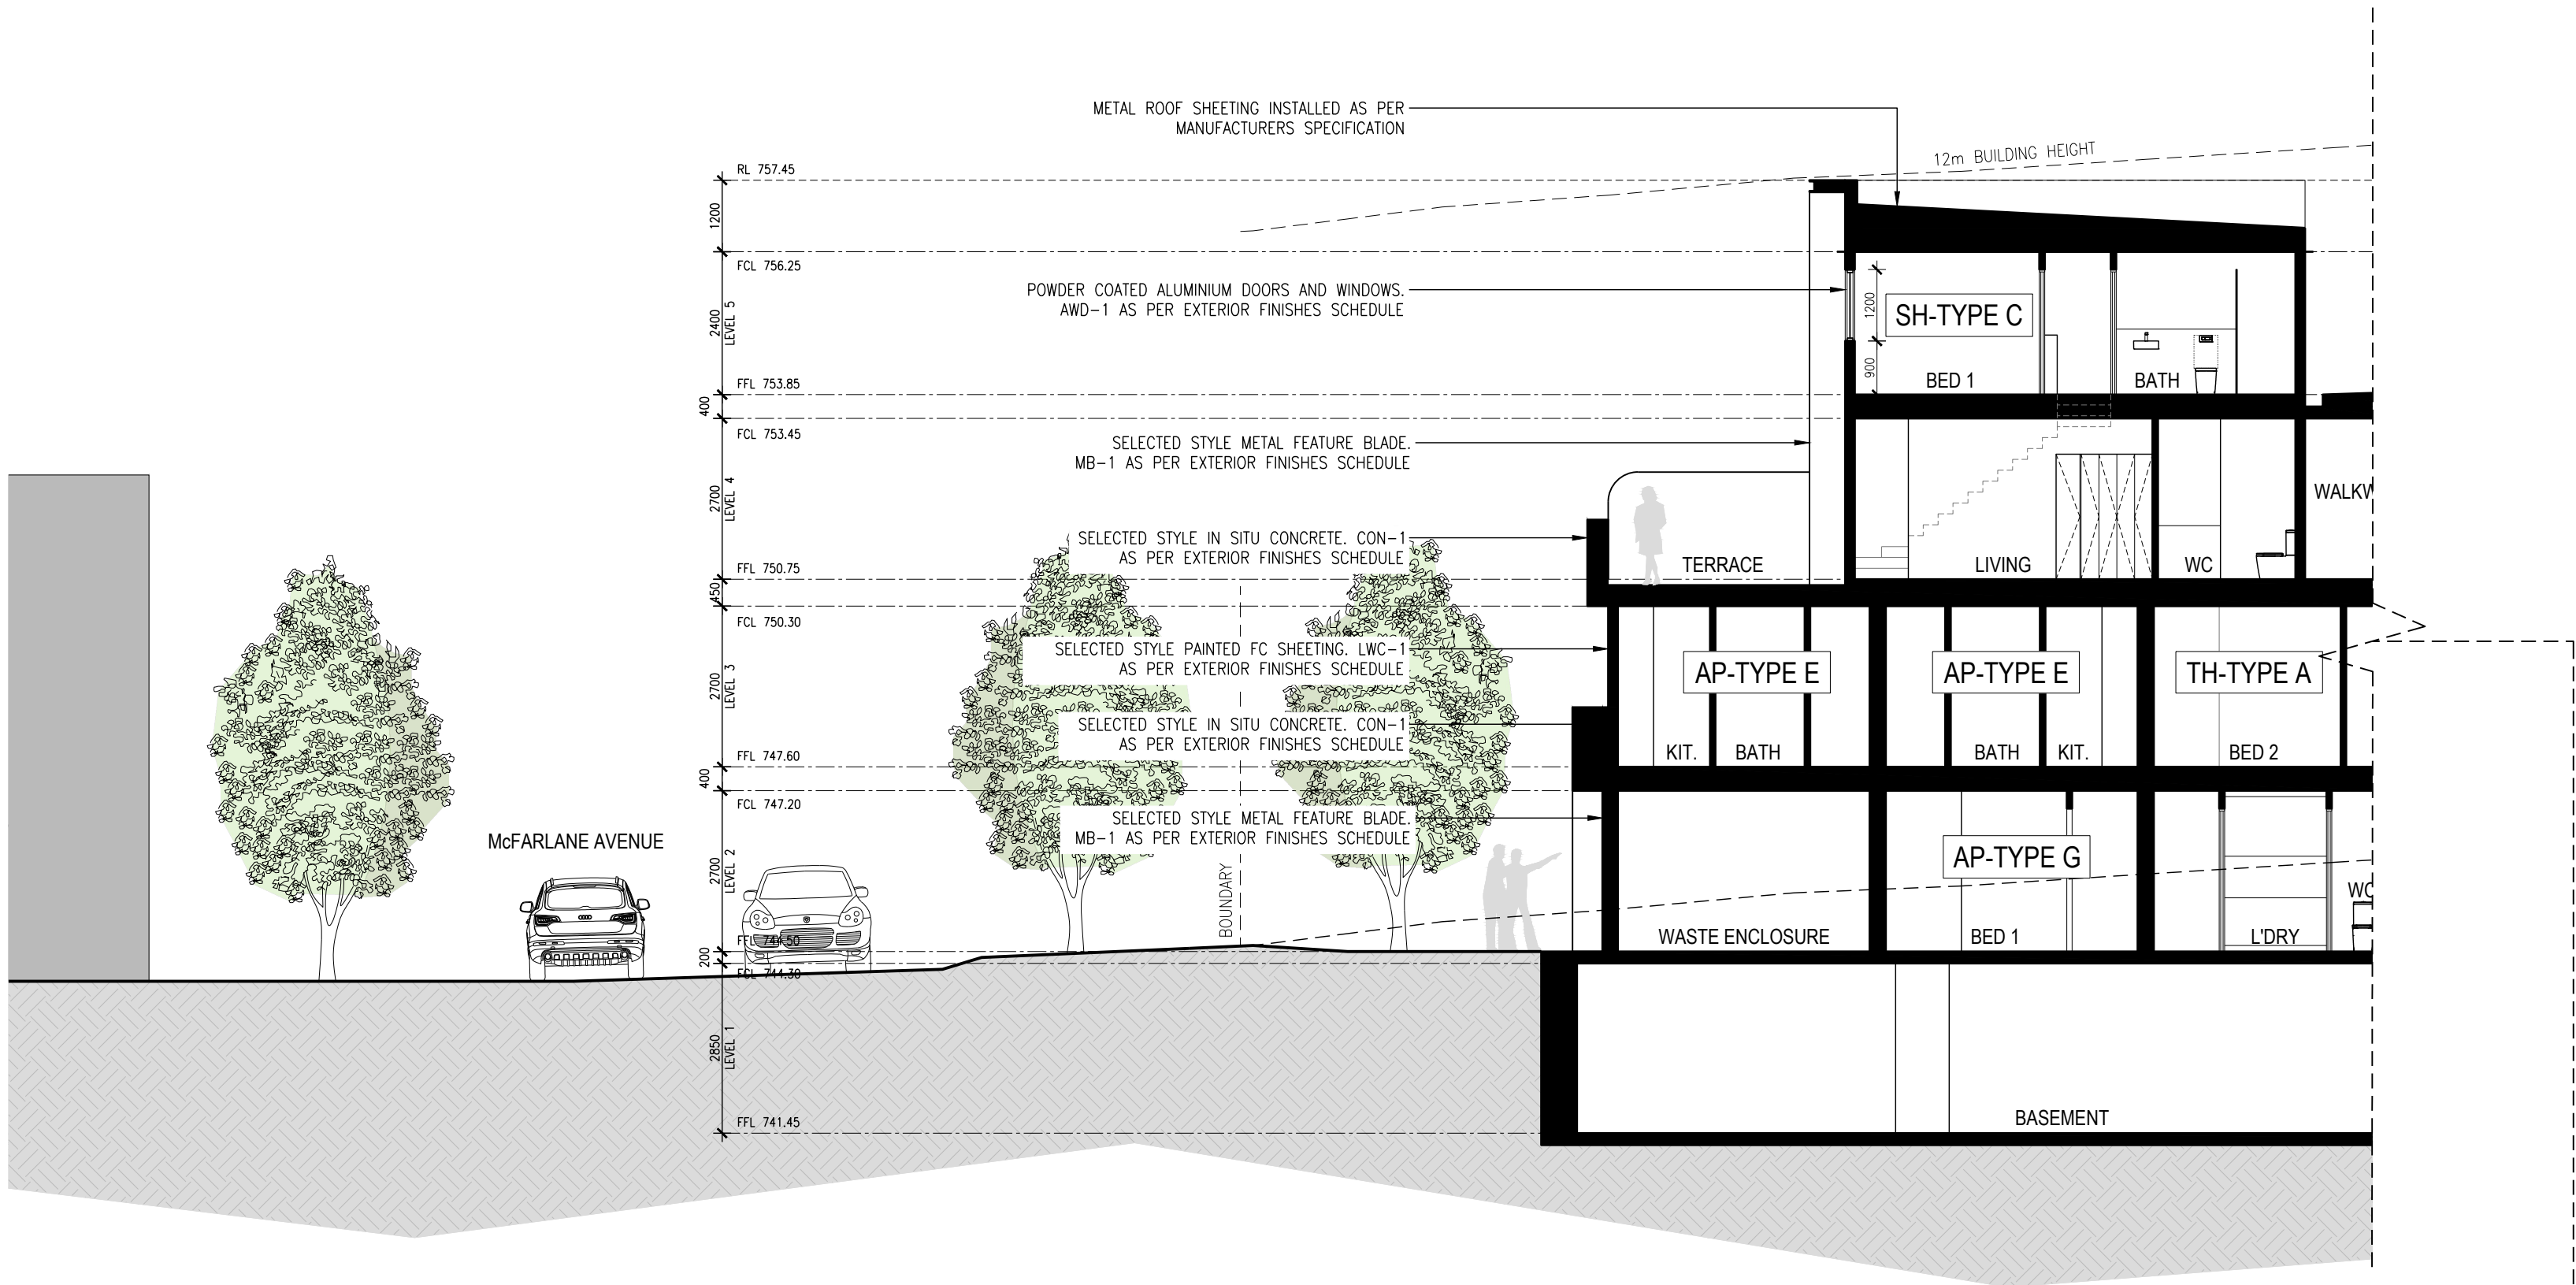 METAL ROOF SHEETING INSTALLED AS PER
MANUFACTURERS SPECIFICATION
12m BUILDING HEIGHT
RL 757.45
1200
FCL 756.25
POWDER COATED ALUMINIUM DOORS AND WINDOWS.
AWD-1 AS PER EXTERIOR FINISHES SCHEDULE
2400
LEVEL 5
1200
900
SH-TYPE C
BED 1
BATH
FFL 753.85
400
FCL 753.45
SELECTED STYLE METAL FEATURE BLADE.
MB-1 AS PER EXTERIOR FINISHES SCHEDULE
2700
LEVEL 4
SELECTED STYLE IN SITU CONCRETE. CON-1
AS PER EXTERIOR FINISHES SCHEDULE
TERRACE
LIVING
WC
WALKW
FFL 750.75
450
FCL 750.30
SELECTED STYLE PAINTED FC SHEETING. LWC-1
AS PER EXTERIOR FINISHES SCHEDULE
2700
LEVEL 3
AP-TYPE E
AP-TYPE E
TH-TYPE A
SELECTED STYLE IN SITU CONCRETE. CON-1
AS PER EXTERIOR FINISHES SCHEDULE
KIT.
BATH
BATH
KIT.
BED 2
FFL 747.60
400
FCL 747.20
SELECTED STYLE METAL FEATURE BLADE.
MB-1 AS PER EXTERIOR FINISHES SCHEDULE
McFARLANE AVENUE
2700
LEVEL 2
BOUNDARY
AP-TYPE G
WC
WASTE ENCLOSURE
BED 1
L'DRY
FFL 744.50
200
FCL 744.30
2850
LEVEL 1
FFL 741.45
BASEMENT